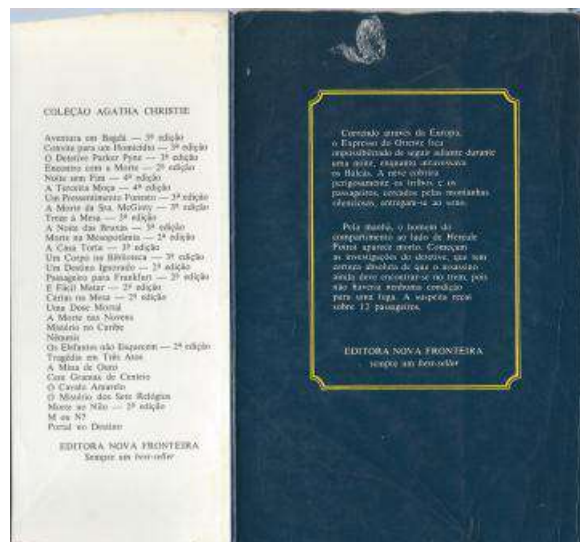 COLEÇÃO AGATHA CHRISTIE
Aventura em Bagdá — 3ª edição
Convite para um Homicídio — 3ª edição
O Detetive Parker Pyne — 3ª edição
Encontro com a Morte — 2ª edição
Noite sem Fim — 4ª edição
A Terceira Moça — 4ª edição
Um Pressentimento Funesto — 3ª edição
A Morte da Sra. McGinty — 3ª edição
Treze à Mesa — 3ª edição
A Noite das Bruxas — 3ª edição
Morte na Mesopotâmia — 2ª edição
A Casa Torta — 3ª edição
Um Corpo na Biblioteca — 3ª edição
Um Destino Ignorado — 2ª edição
Passageiro para Frankfurt — 2ª edição
É Fácil Matar — 2ª edição
Cartas na Mesa — 2ª edição
Uma Dose Mortal
A Morte nas Nuvens
Mistério no Caribe
Nêmesis
Os Elefantes não Esquecem — 2ª edição
Tragédia em Três Atos
A Mina de Ouro
Cem Gramas de Centeio
O Cavalo Amarelo
O Mistério dos Sete Relógios
Morte no Nilo — 2ª edição
M ou N?
Portal do Destino
EDITORA NOVA FRONTEIRA
Sempre um best-seller
Correndo através da Europa,
o Expresso do Oriente fica
impossibilitado de seguir adiante durante
uma noite, enquanto atravessava
os Bálcãs. A neve cobrira
perigosamente os trilhos e os
passageiros, cercados pelas montanhas
silenciosas, entregam-se ao sono.
Pela manhã, o homem do
compartimento ao lado de Hercule
Poirot aparece morto. Começam
as investigações do detetive, que tem
certeza absoluta de que o assassino
ainda deve encontrar-se no trem, pois
não haveria nenhuma condição
para uma fuga. A suspeita recai
sobre 12 passageiros.
EDITORA NOVA FRONTEIRA
sempre um best-seller